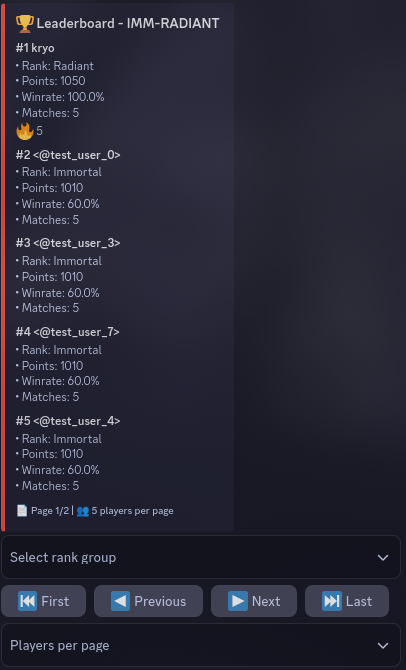 🏆 Leaderboard - IMM-RADIANT
#1 kryo
• Rank: Radiant
• Points: 1050
• Winrate: 100.0%
• Matches: 5
🔥 5
#2 <@test_user_0>
• Rank: Immortal
• Points: 1010
• Winrate: 60.0%
• Matches: 5
#3 <@test_user_3>
• Rank: Immortal
• Points: 1010
• Winrate: 60.0%
• Matches: 5
#4 <@test_user_7>
• Rank: Immortal
• Points: 1010
• Winrate: 60.0%
• Matches: 5
#5 <@test_user_4>
• Rank: Immortal
• Points: 1010
• Winrate: 60.0%
• Matches: 5
📄 Page 1/2 | 👥 5 players per page
Select rank group
⏮ First ◀ Previous ▶ Next ⏭ Last
Players per page